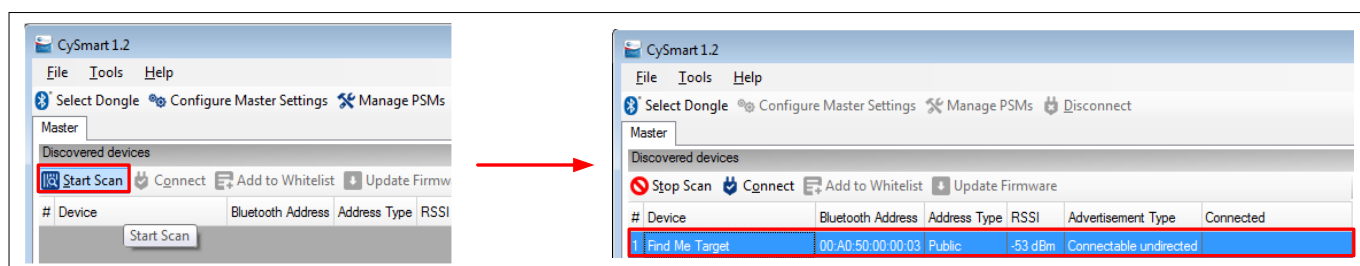 CySmart 1.2
File Tools Help
Select Dongle Configure Master Settings Manage PSMs
Master
Discovered devices
Start Scan Connect Add to Whitelist Update Firmw
# Device Bluetooth Address Address Type RSSI
Start Scan
CySmart 1.2
File Tools Help
Select Dongle Configure Master Settings Manage PSMs Disconnect
Master
Discovered devices
Stop Scan Connect Add to Whitelist Update Firmware
# Device Bluetooth Address Address Type RSSI Advertisement Type Connected
1 Find Me Target 00:A0:50:00:00:03 Public -53 dBm Connectable undirected